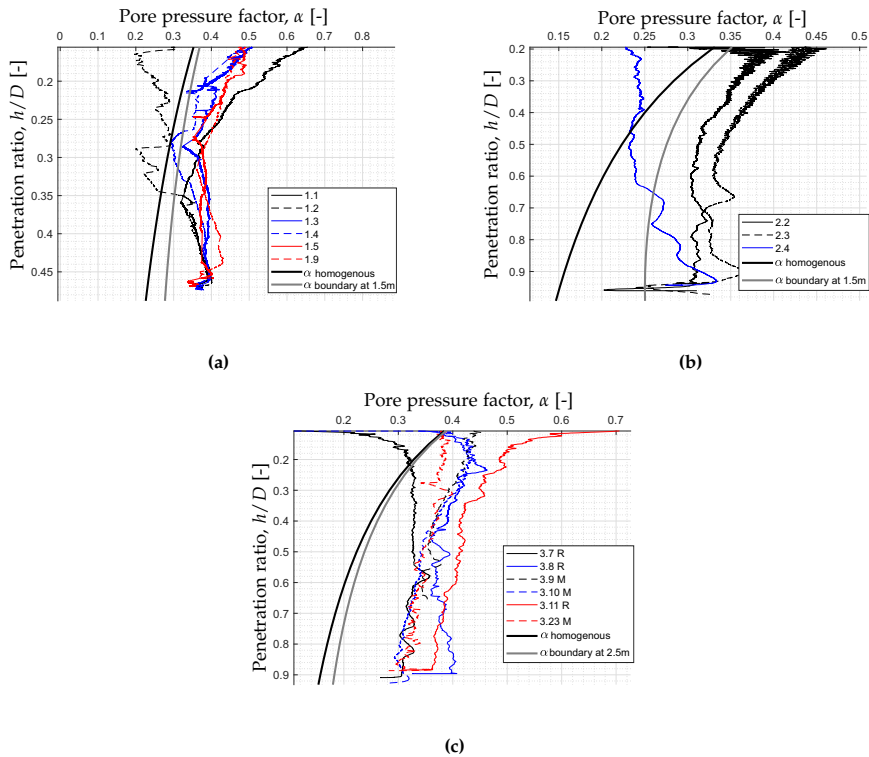 Pore pressure factor, α [-]
0 0.1 0.2 0.3 0.4 0.5 0.6 0.7 0.8
Penetration ratio, h/D [-]
0.2
0.25
0.3
0.35
0.4
0.45
1.1
1.2
1.3
1.4
1.5
1.9
α homogenous
α boundary at 1.5m
(a)
Pore pressure factor, α [-]
0.15 0.2 0.25 0.3 0.35 0.4 0.45 0.5
Penetration ratio, h/D [-]
0.2
0.3
0.4
0.5
0.6
0.7
0.8
0.9
2.2
2.3
2.4
α homogenous
α boundary at 1.5m
(b)
Pore pressure factor, α [-]
0.2 0.3 0.4 0.5 0.6 0.7
Penetration ratio, h/D [-]
0.2
0.3
0.4
0.5
0.6
0.7
0.8
0.9
3.7 R
3.8 R
3.9 M
3.10 M
3.11 R
3.23 M
α homogenous
α boundary at 2.5m
(c)